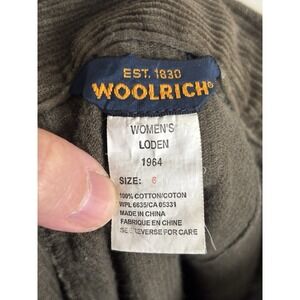 EST. 1830
WOOLRICH®
WOMEN'S
LODEN
1964
SIZE: 6
100% COTTON/COTON
WPL 6635/CA 05331
MADE IN CHINA
FABRIQUE EN CHINE
SEE REVERSE FOR CARE